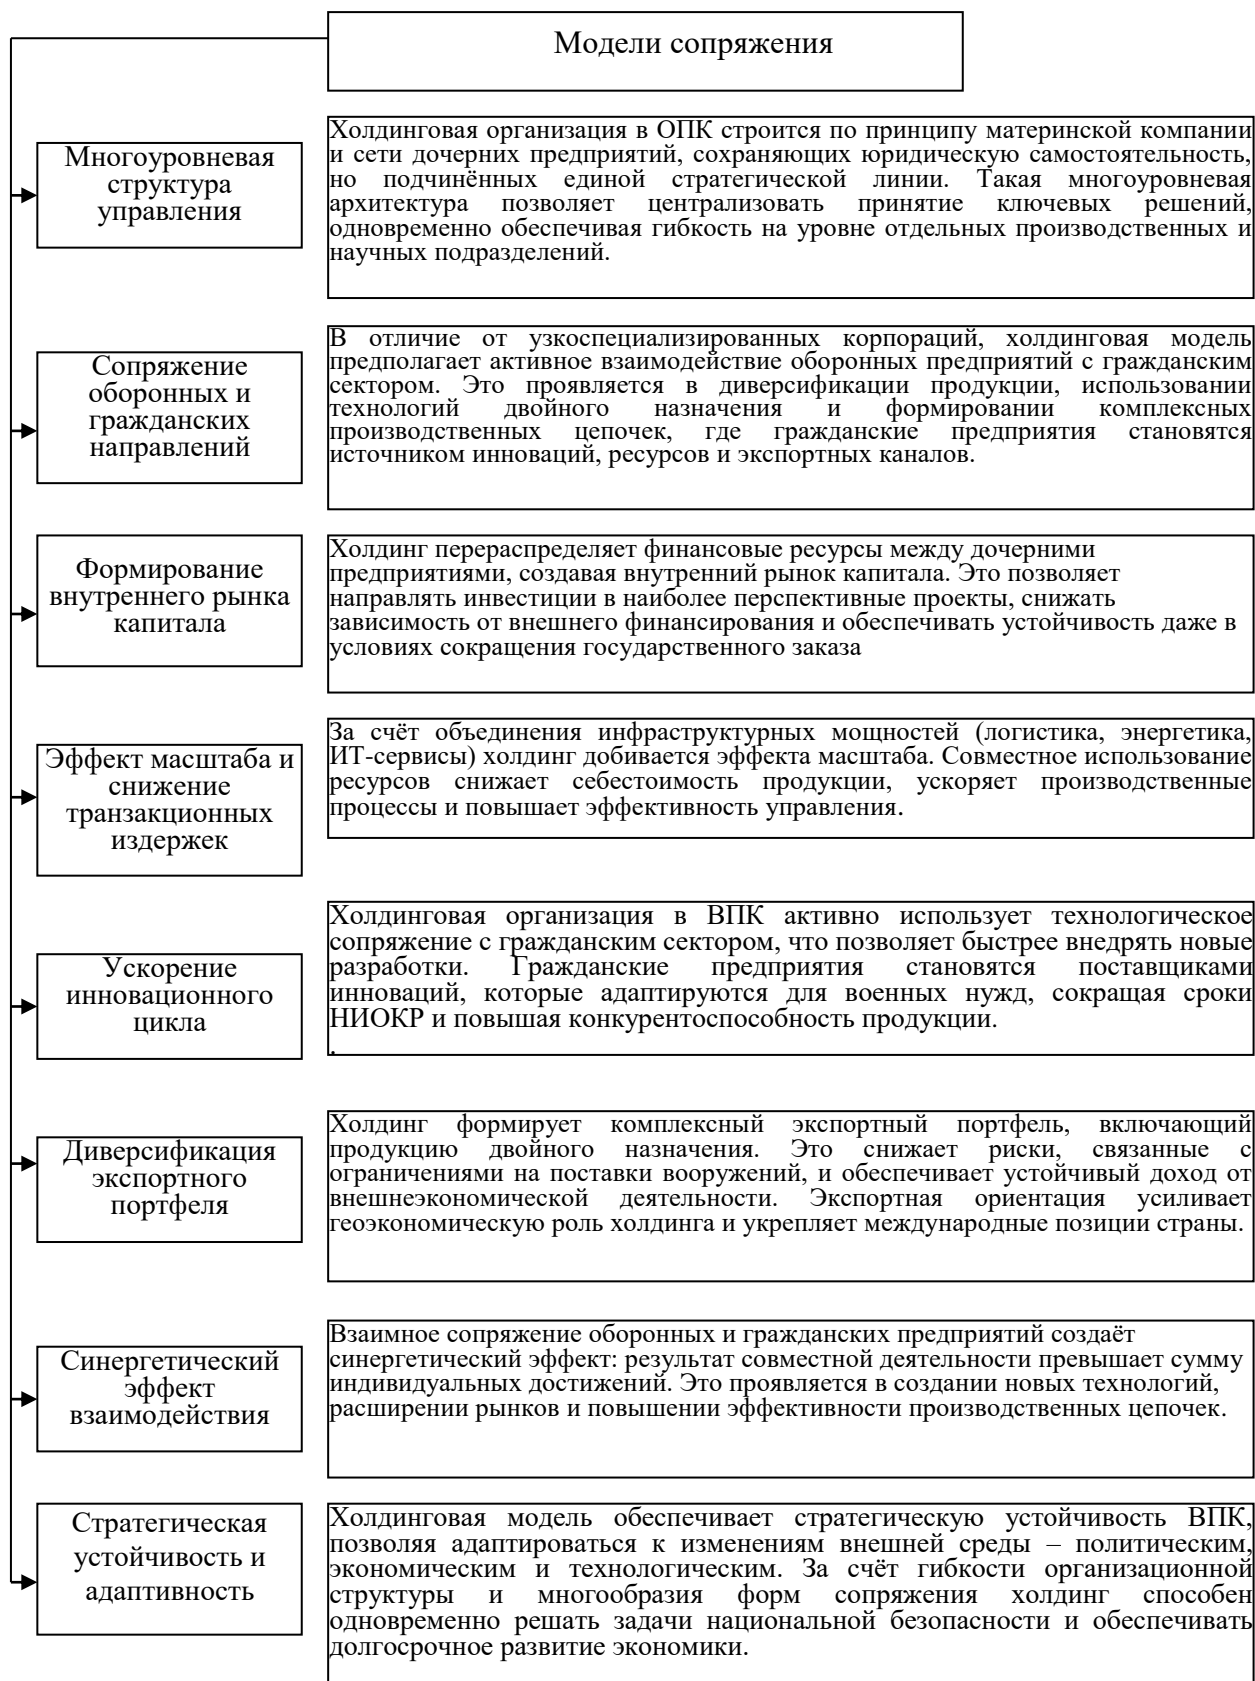 Модели сопряжения
Многоуровневая
структура
управления
Холдинговая организация в ОПК строится по принципу материнской компании
и сети дочерних предприятий, сохраняющих юридическую самостоятельность,
но подчинённых единой стратегической линии. Такая многоуровневая
архитектура позволяет централизовать принятие ключевых решений,
одновременно обеспечивая гибкость на уровне отдельных производственных и
научных подразделений.
Сопряжение
оборонных и
гражданских
направлений
В отличие от узкоспециализированных корпораций, холдинговая модель
предполагает активное взаимодействие оборонных предприятий с гражданским
сектором. Это проявляется в диверсификации продукции, использовании
технологий двойного назначения и формировании комплексных
производственных цепочек, где гражданские предприятия становятся
источником инноваций, ресурсов и экспортных каналов.
Формирование
внутреннего рынка
капитала
Холдинг перераспределяет финансовые ресурсы между дочерними
предприятиями, создавая внутренний рынок капитала. Это позволяет
направлять инвестиции в наиболее перспективные проекты, снижать
зависимость от внешнего финансирования и обеспечивать устойчивость даже в
условиях сокращения государственного заказа
Эффект масштаба и
снижение
транзакционных
издержек
За счёт объединения инфраструктурных мощностей (логистика, энергетика,
ИТ-сервисы) холдинг добивается эффекта масштаба. Совместное использование
ресурсов снижает себестоимость продукции, ускоряет производственные
процессы и повышает эффективность управления.
Ускорение
инновационного
цикла
Холдинговая организация в ВПК активно использует технологическое
сопряжение с гражданским сектором, что позволяет быстрее внедрять новые
разработки. Гражданские предприятия становятся поставщиками
инноваций, которые адаптируются для военных нужд, сокращая сроки
НИОКР и повышая конкурентоспособность продукции.
.
Диверсификация
экспортного
портфеля
Холдинг формирует комплексный экспортный портфель, включающий
продукцию двойного назначения. Это снижает риски, связанные с
ограничениями на поставки вооружений, и обеспечивает устойчивый доход от
внешнеэкономической деятельности. Экспортная ориентация усиливает
геоэкономическую роль холдинга и укрепляет международные позиции страны.
Синергетический
эффект
взаимодействия
Взаимное сопряжение оборонных и гражданских предприятий создаёт
синергетический эффект: результат совместной деятельности превышает сумму
индивидуальных достижений. Это проявляется в создании новых технологий,
расширении рынков и повышении эффективности производственных цепочек.
Стратегическая
устойчивость и
адаптивность
Холдинговая модель обеспечивает стратегическую устойчивость ВПК,
позволяя адаптироваться к изменениям внешней среды – политическим,
экономическим и технологическим. За счёт гибкости организационной
структуры и многообразия форм сопряжения холдинг способен
одновременно решать задачи национальной безопасности и обеспечивать
долгосрочное развитие экономики.